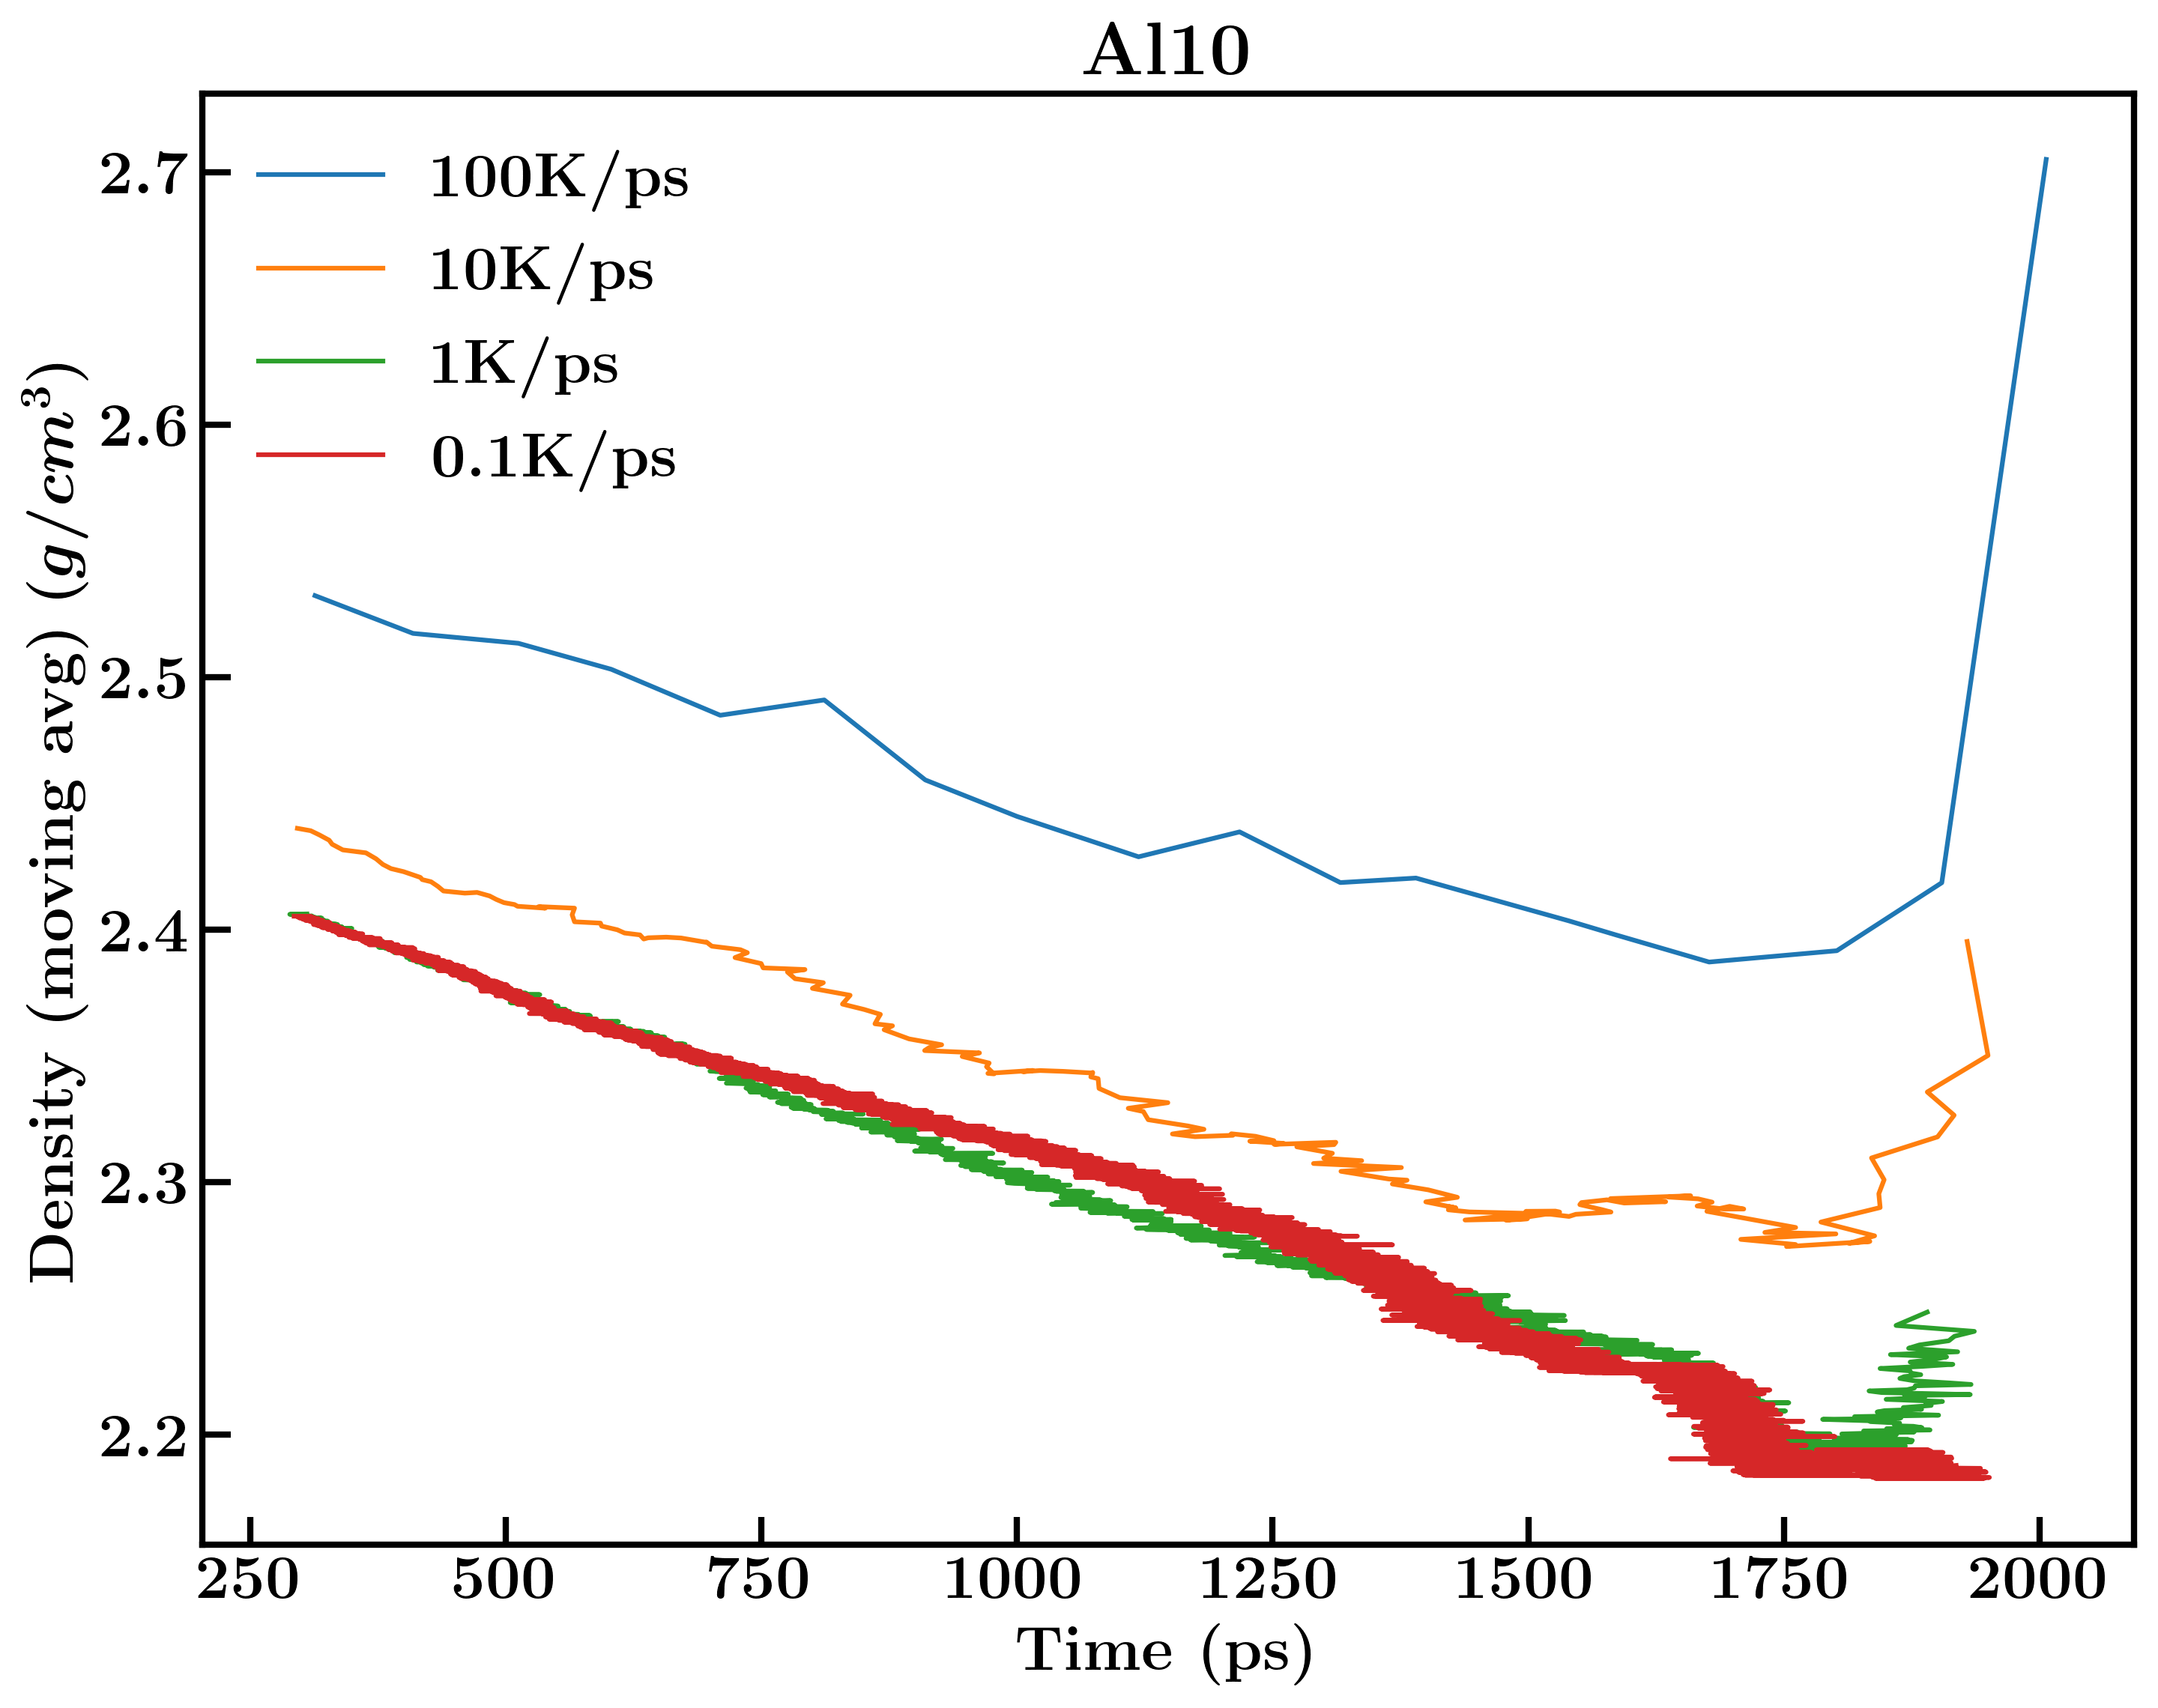 Al10
100K/ps
10K/ps
1K/ps
0.1K/ps
Density (moving avg) (g/cm³)
2.7
2.6
2.5
2.4
2.3
2.2
250 500 750 1000 1250 1500 1750 2000
Time (ps)